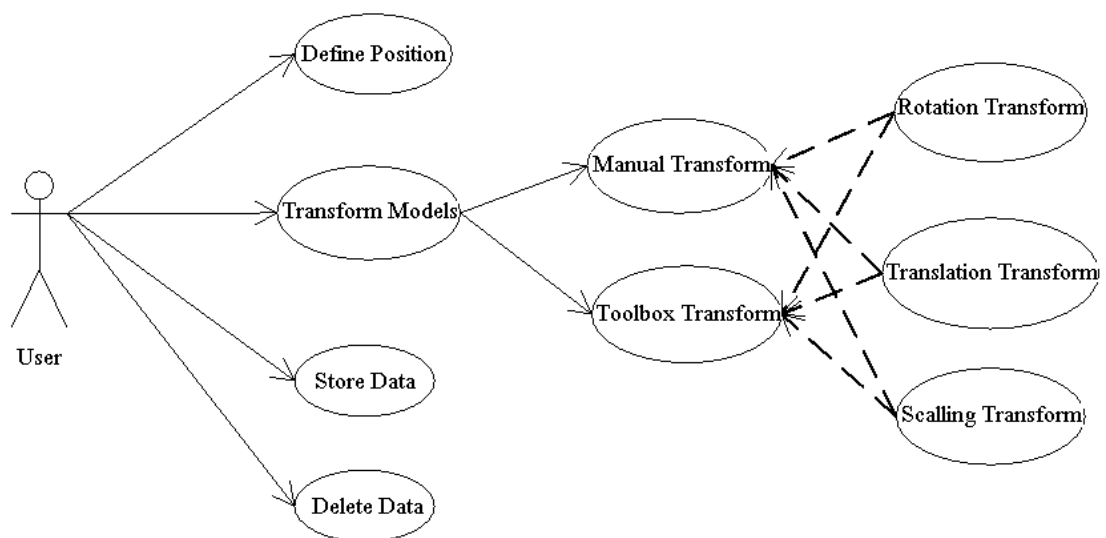 Define Position
Rotation Transform
Manual Transform
Transform Models
Translation Transform
Toolbox Transform
User
Store Data
Scalling Transform
Delete Data